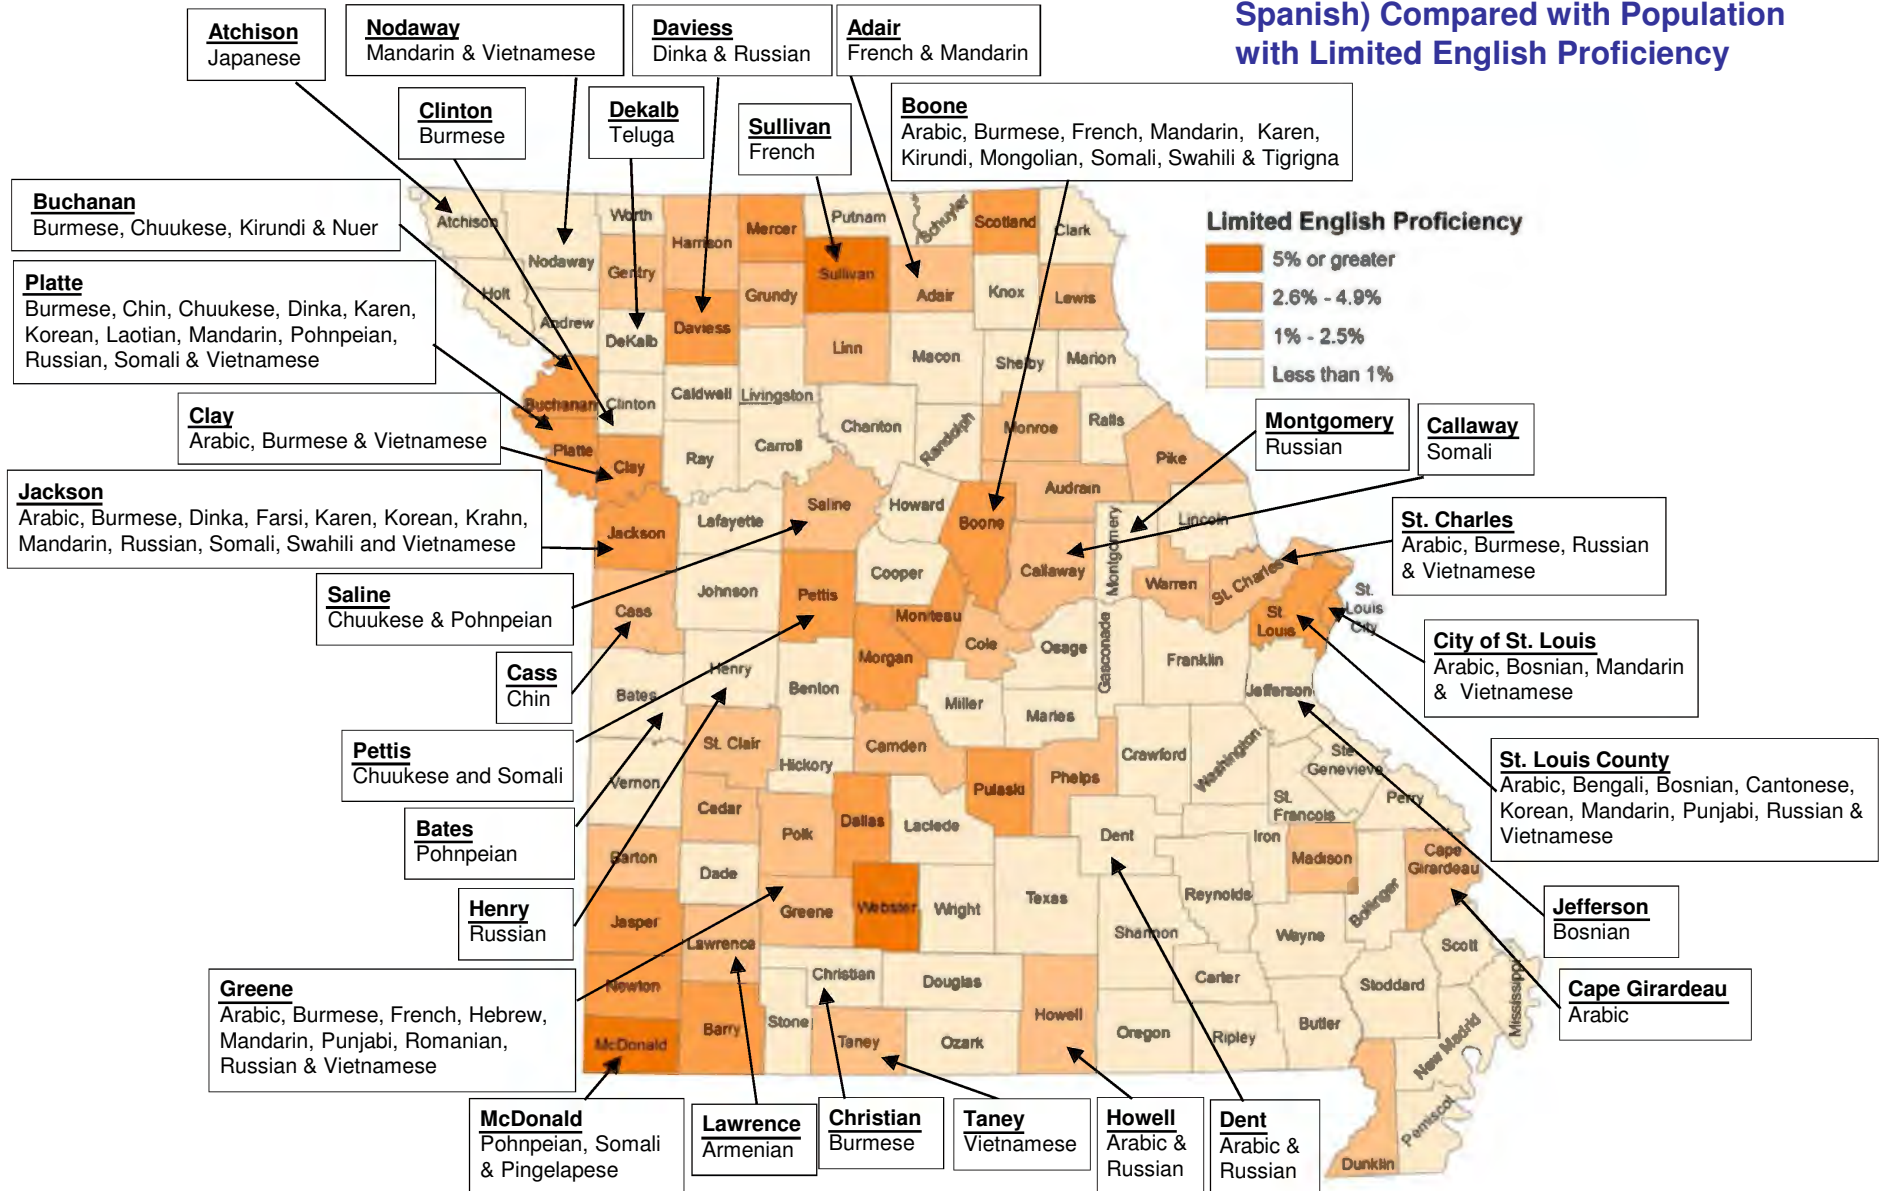 Spanish) Compared with Population
with Limited English Proficiency
Atchison
Japanese
Nodaway
Mandarin & Vietnamese
Daviess
Dinka & Russian
Adair
French & Mandarin
Clinton
Burmese
Dekalb
Teluga
Sullivan
French
Boone
Arabic, Burmese, French, Mandarin, Karen,
Kirundi, Mongolian, Somali, Swahili & Tigrigna
Buchanan
Burmese, Chuukese, Kirundi & Nuer
Platte
Burmese, Chin, Chuukese, Dinka, Karen,
Korean, Laotian, Mandarin, Pohnpeian,
Russian, Somali & Vietnamese
Clay
Arabic, Burmese & Vietnamese
Jackson
Arabic, Burmese, Dinka, Farsi, Karen, Korean, Krahn,
Mandarin, Russian, Somali, Swahili and Vietnamese
Saline
Chuukese & Pohnpeian
Cass
Chin
Pettis
Chuukese and Somali
Bates
Pohnpeian
Henry
Russian
Greene
Arabic, Burmese, French, Hebrew,
Mandarin, Punjabi, Romanian,
Russian & Vietnamese
McDonald
Pohnpeian, Somali
& Pingelapese
Lawrence
Armenian
Christian
Burmese
Taney
Vietnamese
Howell
Arabic &
Russian
Dent
Arabic &
Russian
Limited English Proficiency
5% or greater
2.6% - 4.9%
1% - 2.5%
Less than 1%
Montgomery
Russian
Callaway
Somali
St. Charles
Arabic, Burmese, Russian
& Vietnamese
City of St. Louis
Arabic, Bosnian, Mandarin
& Vietnamese
St. Louis County
Arabic, Bengali, Bosnian, Cantonese,
Korean, Mandarin, Punjabi, Russian &
Vietnamese
Jefferson
Bosnian
Cape Girardeau
Arabic
Atchison
Nodaway
Worth
Harrison
Mercer
Putnam
Schuyler
Scotland
Clark
Holt
Gentry
Grundy
Sullivan
Adair
Knox
Lewis
Andrew
DeKalb
Daviess
Linn
Macon
Shelby
Marion
Buchanan
Clinton
Caldwell
Livingston
Chariton
Randolph
Monroe
Ralls
Platte
Clay
Ray
Carroll
Pike
Audrain
Jackson
Lafayette
Saline
Howard
Boone
Callaway
Montgomery
Lincoln
Warren
St. Charles
St.
Louis
St.
Louis
City
Cass
Johnson
Pettis
Cooper
Moniteau
Cole
Osage
Gasconade
Franklin
Jefferson
Bates
Henry
Benton
Morgan
Miller
Maries
Vernon
St. Clair
Hickory
Camden
Pulaski
Phelps
Crawford
Washington
Ste
Genevieve
St.
Francois
Perry
Barton
Cedar
Polk
Dallas
Laclede
Dent
Iron
Madison
Bollinger
Cape
Girardeau
Jasper
Dade
Greene
Webster
Wright
Texas
Shannon
Reynolds
Wayne
Scott
Newton
Lawrence
Christian
Douglas
Howell
Carter
Stoddard
Mississippi
McDonald
Barry
Stone
Taney
Ozark
Oregon
Ripley
Butler
New Madrid
Pemiscot
Dunklin